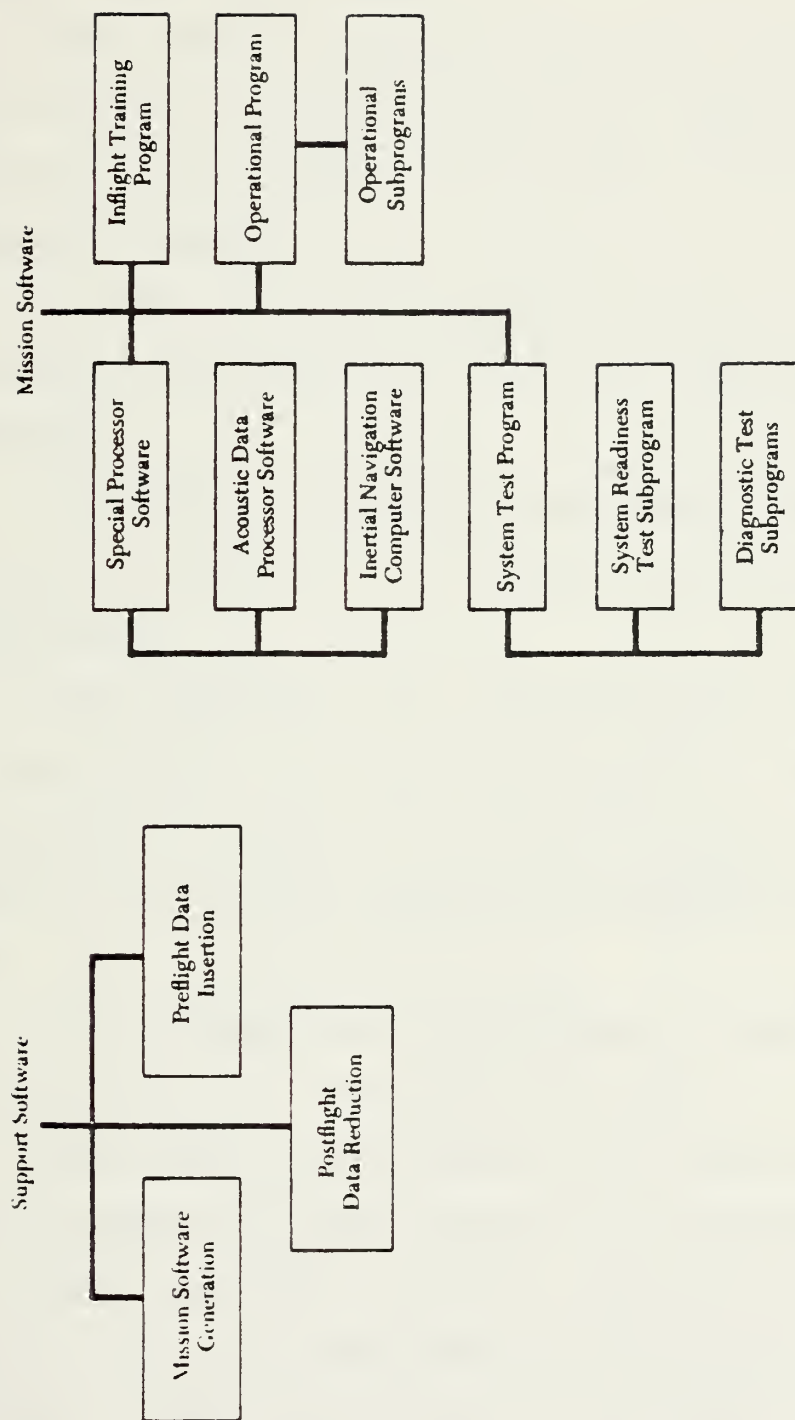 Support Software
Mission Software
Generation
Preflight Data
Insertion
Postflight
Data Reduction
Mission Software
Special Processor
Software
Inflight Training
Program
Acoustic Data
Processor Software
Operational Program
Inertial Navigation
Computer Software
Operational
Subprograms
System Test Program
System Readiness
Test Subprogram
Diagnostic Test
Subprograms